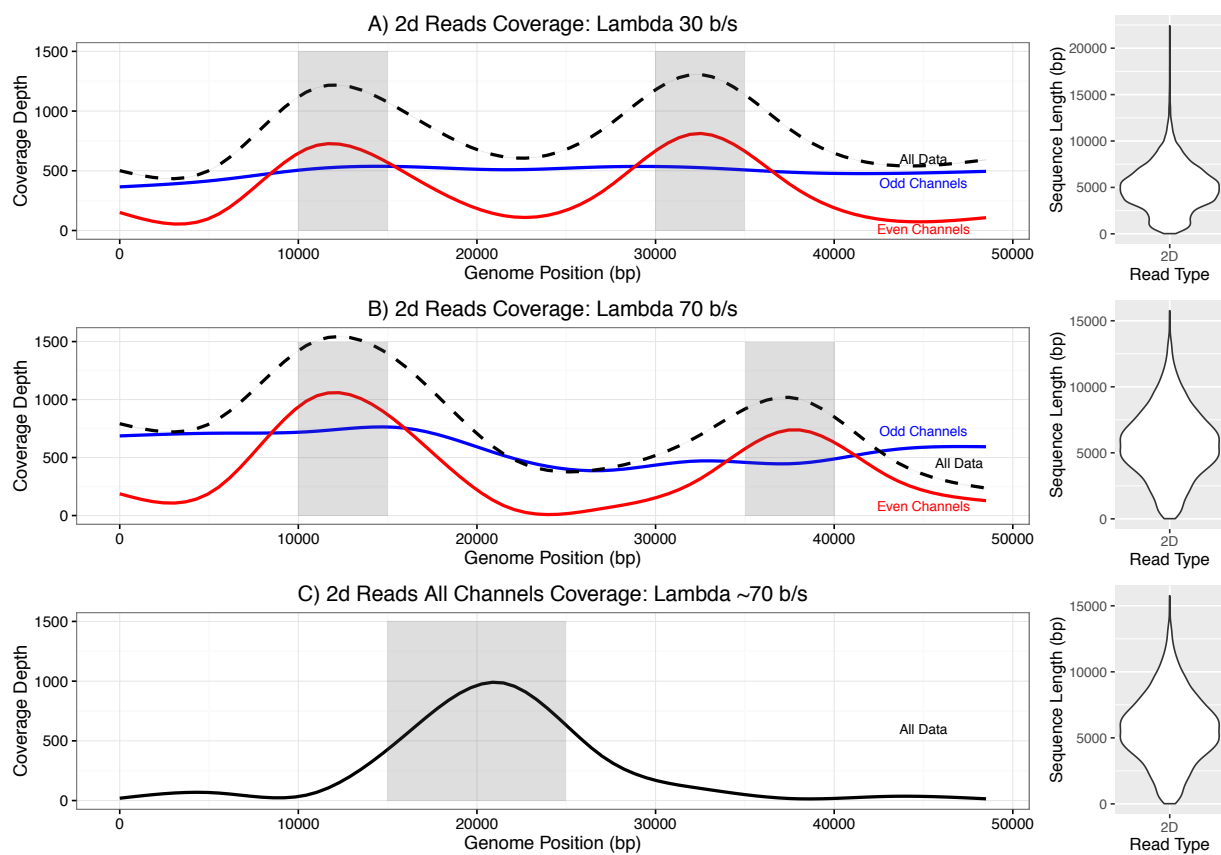 A) 2d Reads Coverage: Lambda 30 b/s
Coverage Depth
1500
1000
500
0
All Data
Odd Channels
Even Channels
0 10000 20000 30000 40000 50000
Genome Position (bp)
Sequence Length (bp)
20000
15000
10000
5000
0
2D
Read Type
B) 2d Reads Coverage: Lambda 70 b/s
Coverage Depth
1500
1000
500
0
Odd Channels
All Data
Even Channels
0 10000 20000 30000 40000 50000
Genome Position (bp)
Sequence Length (bp)
15000
10000
5000
0
2D
Read Type
C) 2d Reads All Channels Coverage: Lambda ~70 b/s
Coverage Depth
1500
1000
500
0
All Data
0 10000 20000 30000 40000 50000
Genome Position (bp)
Sequence Length (bp)
15000
10000
5000
0
2D
Read Type